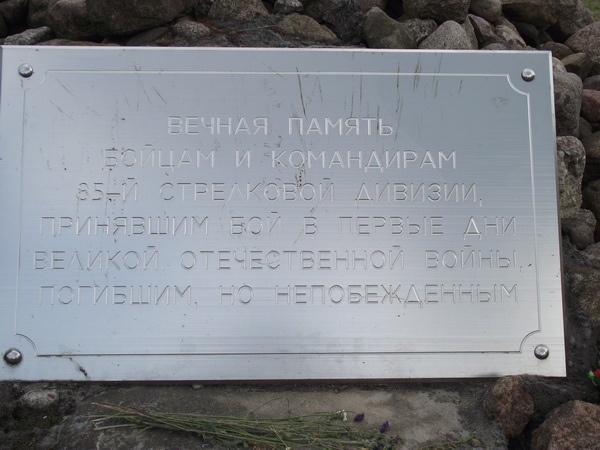 ВЕЧНАЯ ПАМЯТЬ
БОЙЦАМ И КОМАНДИРАМ
85-Й СТРЕЛКОВОЙ ДИВИЗИИ,
ПРИНЯВШИМ БОЙ В ПЕРВЫЕ ДНИ
ВЕЛИКОЙ ОТЕЧЕСТВЕННОЙ ВОЙНЫ,
ПОГИБШИМ, НО НЕПОБЕЖДЕННЫМ